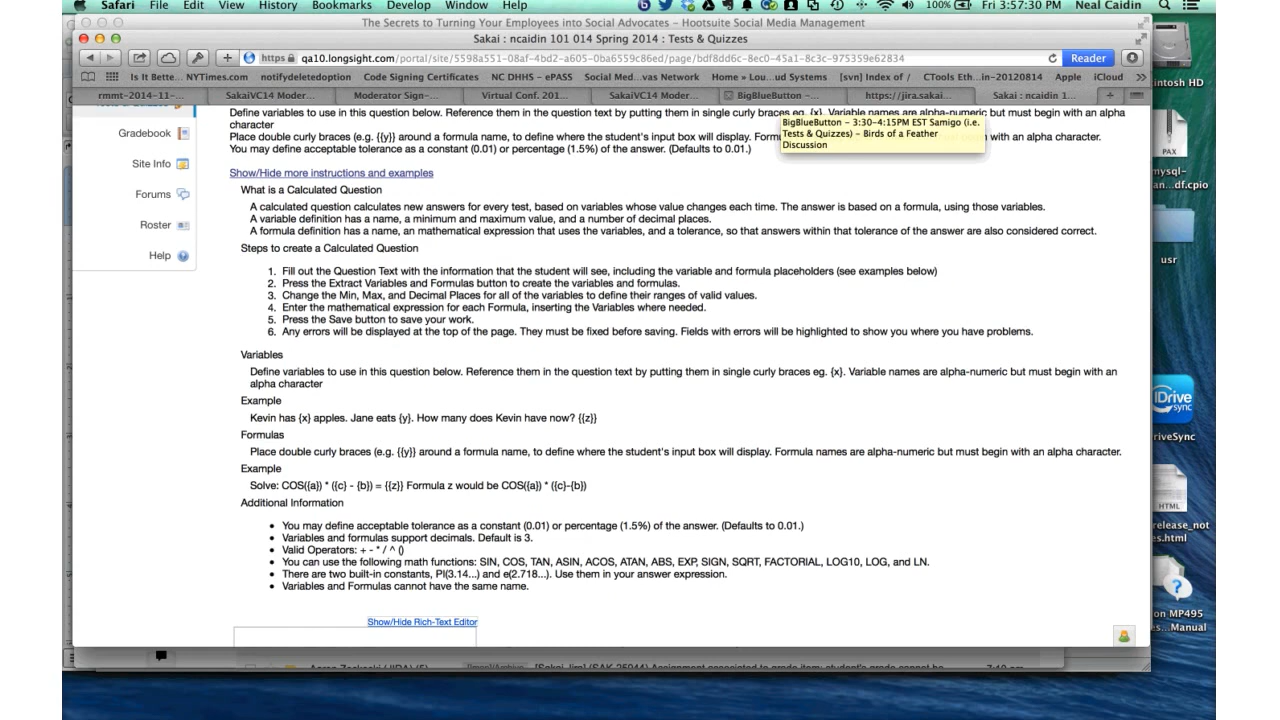 Safari File Edit View History Bookmarks Develop Window Help 100% Fri 3:57:30 PM Neal Caidin
The Secrets to Turning Your Employees into Social Advocates – Hootsuite Social Media Management
Sakai : ncaidin 101 014 Spring 2014 : Tests & Quizzes
https qa10.longsight.com/portal/site/5598a551-08af-4bd2-a605-0ba6559c86ed/page/bdf8dd6c-8ec0-45a1-8c3c-975359e62834 Reader
Is It Bette... NYTimes.com notifydeletedoption Code Signing Certificates NC DHHS – ePASS Social Med...vas Network Home » Lou...ud Systems [svn] Index of / CTools Eth...in-20120814 Apple iCloud
rmmt-2014-11-... SakaiVC14 Moder... Moderator Sign-... Virtual Conf. 201... SakaiVC14 Moder... BigBlueButton –... https://jira.sakai... Sakai : ncaidin 1...
Define variables to use in this question below. Reference them in the question text by putting them in single curly braces eg. {x}. Variable names are alpha-numeric but must begin with an alpha
character
Place double curly braces (e.g. {{y}} around a formula name, to define where the student's input box will display. Form with an alpha character.
You may define acceptable tolerance as a constant (0.01) or percentage (1.5%) of the answer. (Defaults to 0.01.)
BigBlueButton – 3:30-4:15PM EST Samigo (i.e.
Tests & Quizzes) – Birds of a Feather
Discussion
Gradebook
Site Info
Forums
Roster
Help
Show/Hide more instructions and examples
What is a Calculated Question
A calculated question calculates new answers for every test, based on variables whose value changes each time. The answer is based on a formula, using those variables.
A variable definition has a name, a minimum and maximum value, and a number of decimal places.
A formula definition has a name, an mathematical expression that uses the variables, and a tolerance, so that answers within that tolerance of the answer are also considered correct.
Steps to create a Calculated Question
1. Fill out the Question Text with the information that the student will see, including the variable and formula placeholders (see examples below)
2. Press the Extract Variables and Formulas button to create the variables and formulas.
3. Change the Min, Max, and Decimal Places for all of the variables to define their ranges of valid values.
4. Enter the mathematical expression for each Formula, inserting the Variables where needed.
5. Press the Save button to save your work.
6. Any errors will be displayed at the top of the page. They must be fixed before saving. Fields with errors will be highlighted to show you where you have problems.
Variables
Define variables to use in this question below. Reference them in the question text by putting them in single curly braces eg. {x}. Variable names are alpha-numeric but must begin with an
alpha character
Example
Kevin has {x} apples. Jane eats {y}. How many does Kevin have now? {{z}}
Formulas
Place double curly braces (e.g. {{y}} around a formula name, to define where the student's input box will display. Formula names are alpha-numeric but must begin with an alpha character.
Example
Solve: COS({a}) * ({c} - {b}) = {{z}} Formula z would be COS({a}) * ({c}-{b})
Additional Information
• You may define acceptable tolerance as a constant (0.01) or percentage (1.5%) of the answer. (Defaults to 0.01.)
• Variables and formulas support decimals. Default is 3.
• Valid Operators: + - * / ^ ()
• You can use the following math functions: SIN, COS, TAN, ASIN, ACOS, ATAN, ABS, EXP, SIGN, SQRT, FACTORIAL, LOG10, LOG, and LN.
• There are two built-in constants, PI(3.14...) and e(2.718...). Use them in your answer expression.
• Variables and Formulas cannot have the same name.
Show/Hide Rich-Text Editor
intosh HD
PAX
mysql-
an...df.cpio
usr
IDrive
sync
riveSync
HTML
release_not
es.html
on MP495
es...Manual